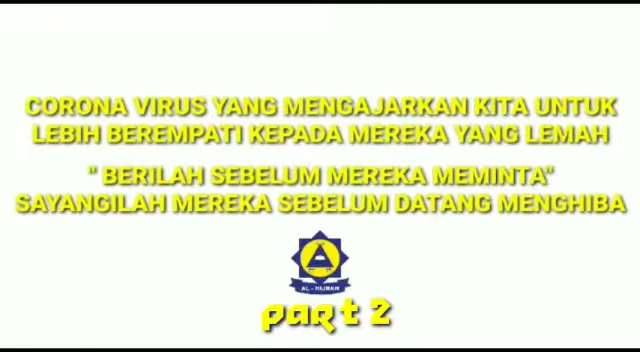 CORONA VIRUS YANG MENGAJARKAN KITA UNTUK
LEBIH BEREMPATI KEPADA MEREKA YANG LEMAH
" BERILAH SEBELUM MEREKA MEMINTA"
SAYANGILAH MEREKA SEBELUM DATANG MENGHIBA
AL-HIJRAH
part 2